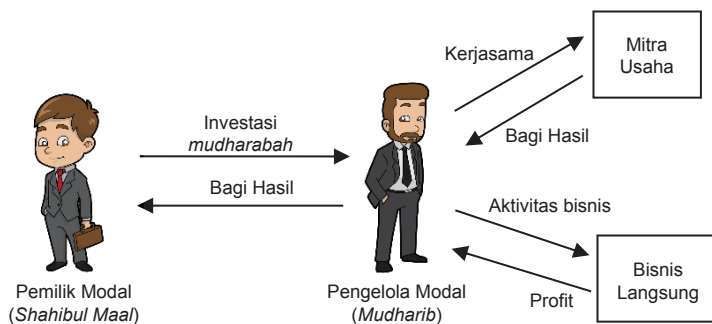 Kerjasama
Mitra
Usaha
Investasi
mudharabah
Bagi Hasil
Bagi Hasil
Aktivitas bisnis
Profit
Bisnis
Langsung
Pemilik Modal
(Shahibul Maal)
Pengelola Modal
(Mudharib)